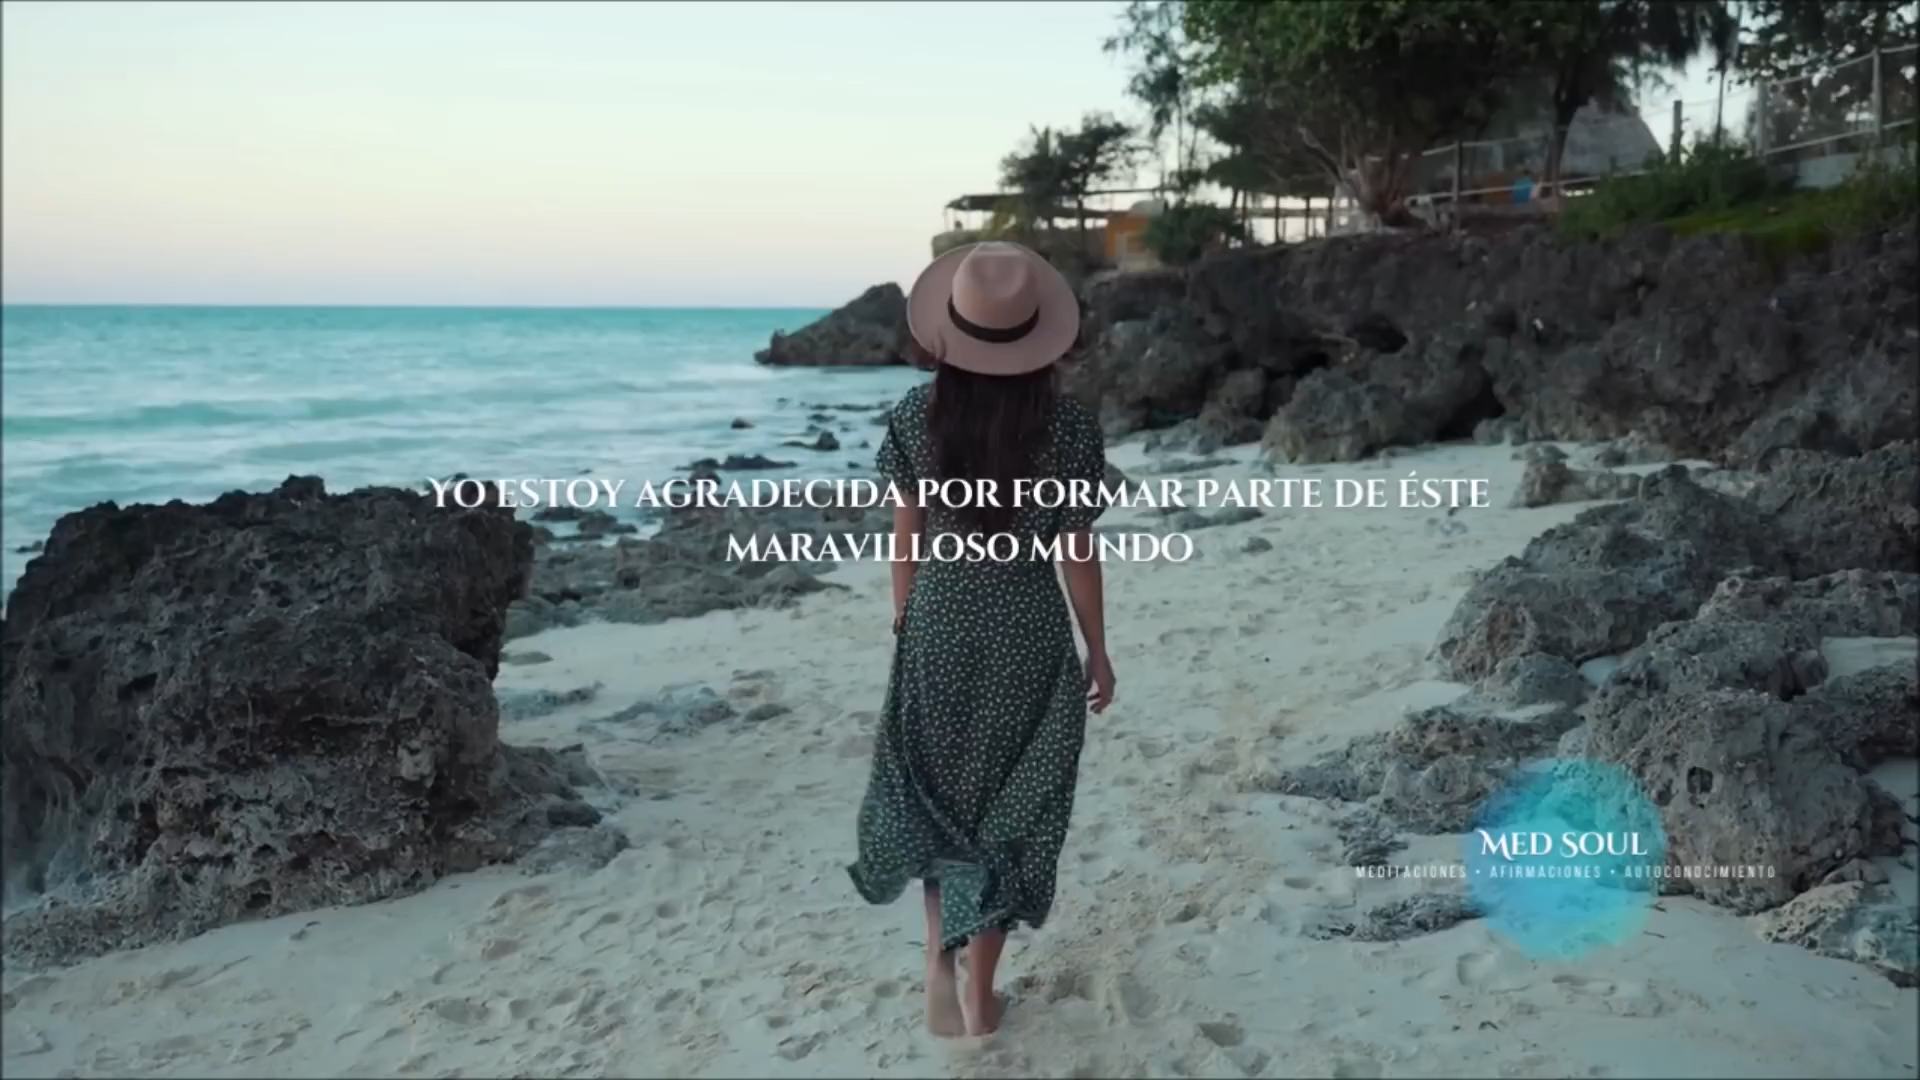 YO ESTOY AGRADECIDA POR FORMAR PARTE DE ÉSTE
MARAVILLOSO MUNDO
MED SOUL
MEDITACIONES • AFIRMACIONES • AUTOCONOCIMIENTO